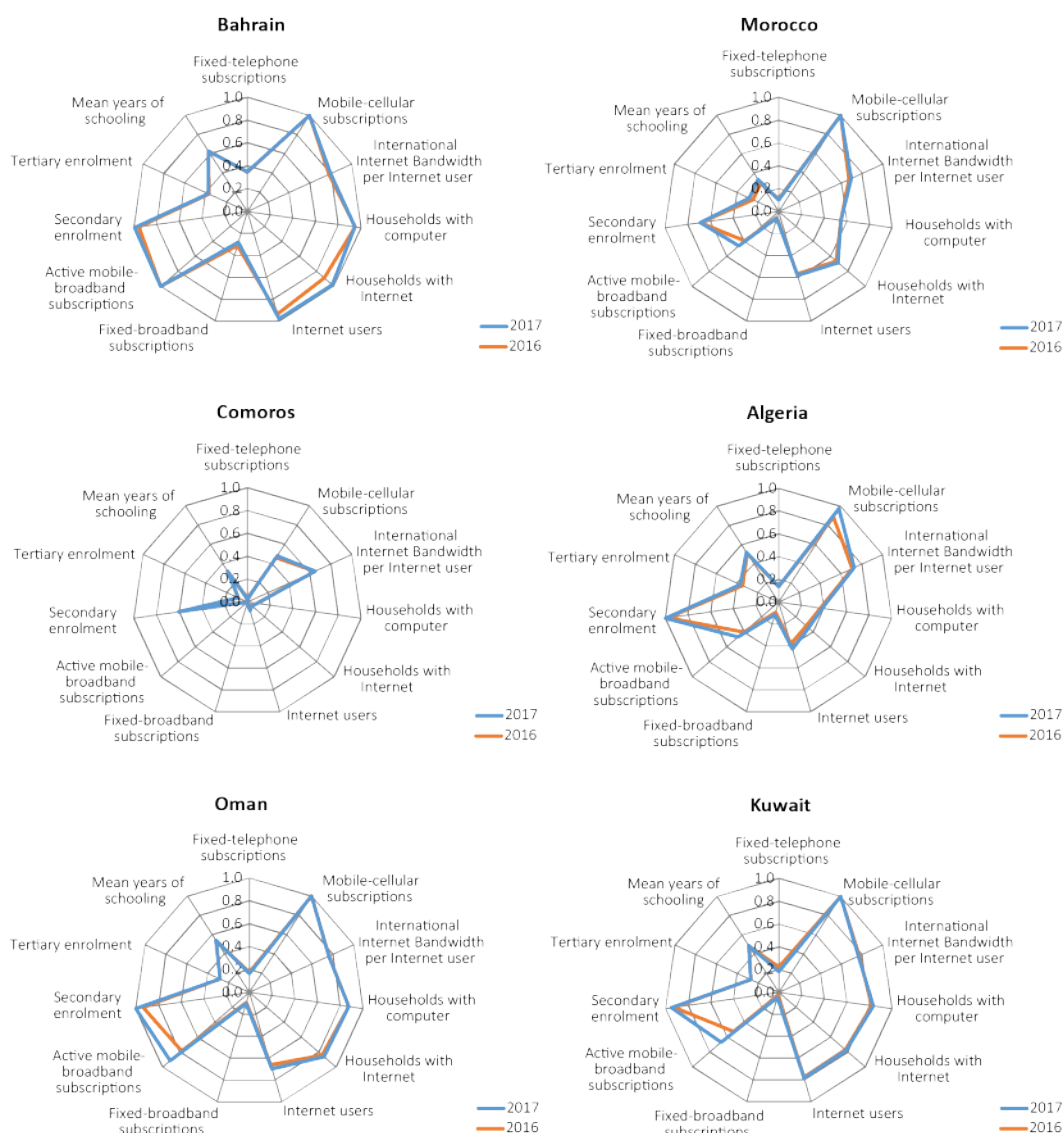 Bahrain
Fixed-telephone
subscriptions
Mobile-cellular
subscriptions
International
Internet Bandwidth
per Internet user
Households with
computer
Households with
Internet
Internet users
Fixed-broadband
subscriptions
Active mobile-
broadband
subscriptions
Secondary
enrolment
Tertiary enrolment
Mean years of
schooling
1.0
0.8
0.6
0.4
0.2
0.0
2017
2016
Morocco
Fixed-telephone
subscriptions
Mobile-cellular
subscriptions
International
Internet Bandwidth
per Internet user
Households with
computer
Households with
Internet
Internet users
Fixed-broadband
subscriptions
Active mobile-
broadband
subscriptions
Secondary
enrolment
Tertiary enrolment
Mean years of
schooling
1.0
0.8
0.6
0.4
0.2
0.0
2017
2016
Comoros
Fixed-telephone
subscriptions
Mobile-cellular
subscriptions
International
Internet Bandwidth
per Internet user
Households with
computer
Households with
Internet
Internet users
Fixed-broadband
subscriptions
Active mobile-
broadband
subscriptions
Secondary
enrolment
Tertiary enrolment
Mean years of
schooling
1.0
0.8
0.6
0.4
0.2
0.0
2017
2016
Algeria
Fixed-telephone
subscriptions
Mobile-cellular
subscriptions
International
Internet Bandwidth
per Internet user
Households with
computer
Households with
Internet
Internet users
Fixed-broadband
subscriptions
Active mobile-
broadband subscriptions
Secondary
enrolment
Tertiary enrolment
Mean years of
schooling
1.0
0.8
0.6
0.4
0.2
0.0
2017
2016
Oman
Fixed-telephone
subscriptions
Mobile-cellular
subscriptions
International
Internet Bandwidth
per Internet user
Households with
computer
Households with
Internet
Internet users
Fixed-broadband
subscriptions
Active mobile-
broadband
subscriptions
Secondary
enrolment
Tertiary enrolment
Mean years of
schooling
1.0
0.8
0.6
0.4
0.2
0.0
2017
2016
Kuwait
Fixed-telephone
subscriptions
Mobile-cellular
subscriptions
International
Internet Bandwidth
per Internet user
Households with
computer
Households with
Internet
Internet users
Fixed-broadband
subscriptions
Active mobile-
broadband subscriptions
Secondary
enrolment
Tertiary enrolment
Mean years of
schooling
1.0
0.8
0.6
0.4
0.2
0.0
2017
2016